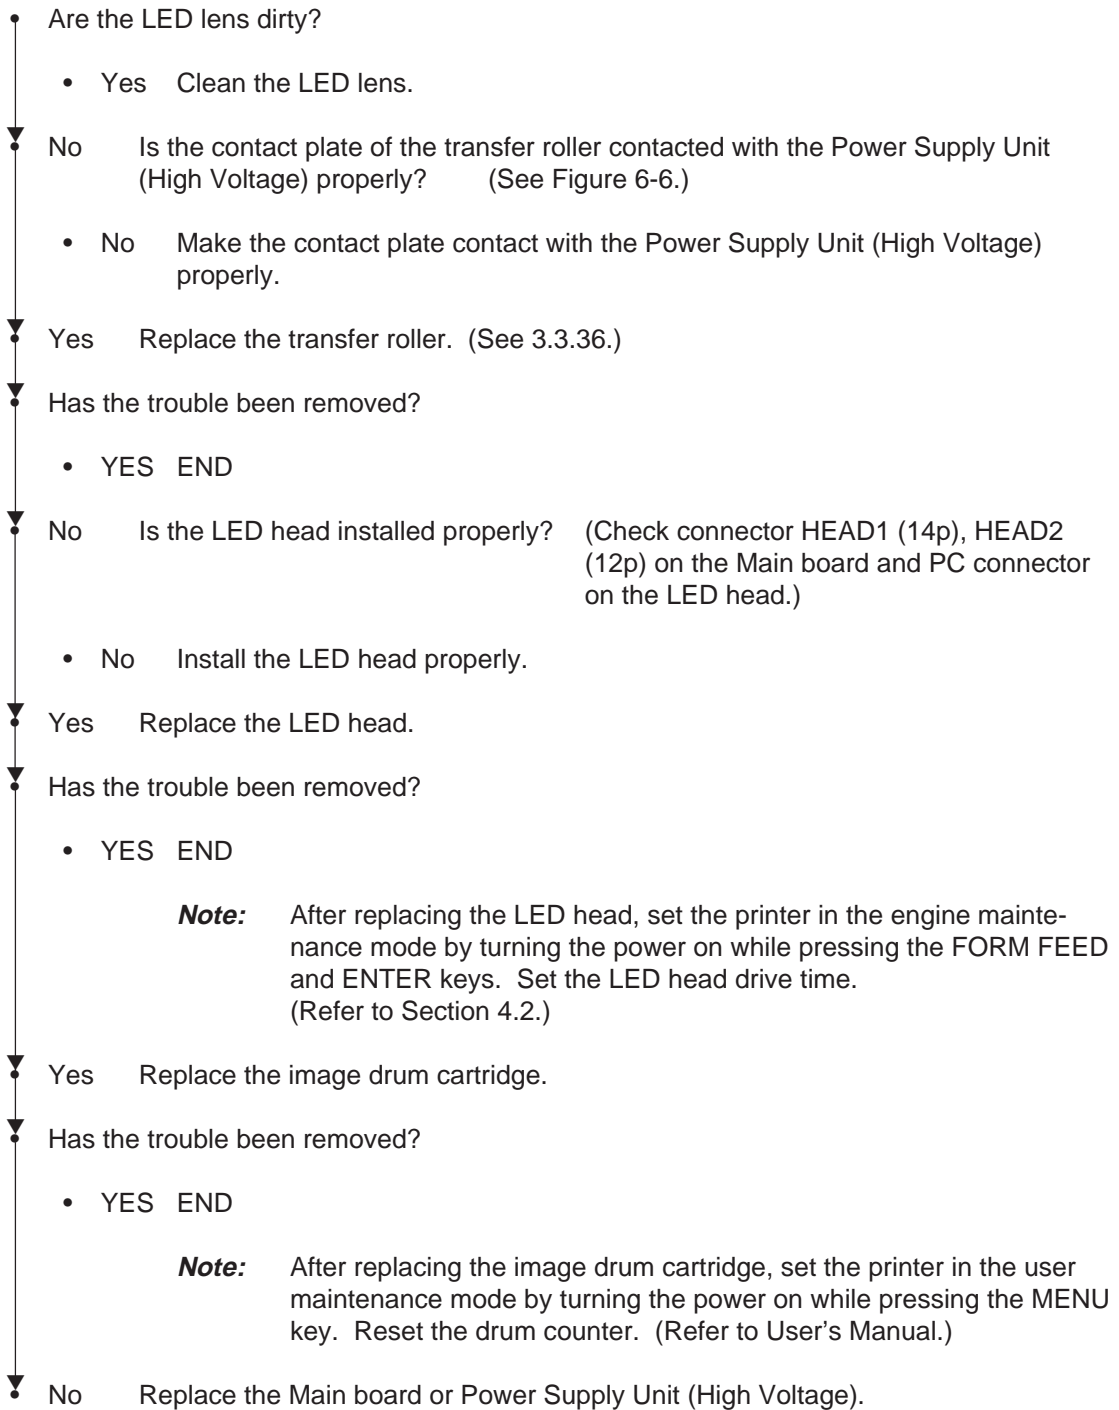 Are the LED lens dirty?
• Yes Clean the LED lens.
No Is the contact plate of the transfer roller contacted with the Power Supply Unit
(High Voltage) properly? (See Figure 6-6.)
• No Make the contact plate contact with the Power Supply Unit (High Voltage)
properly.
Yes Replace the transfer roller. (See 3.3.36.)
Has the trouble been removed?
• YES END
No Is the LED head installed properly? (Check connector HEAD1 (14p), HEAD2
(12p) on the Main board and PC connector
on the LED head.)
• No Install the LED head properly.
Yes Replace the LED head.
Has the trouble been removed?
• YES END
Note: After replacing the LED head, set the printer in the engine mainte-
nance mode by turning the power on while pressing the FORM FEED
and ENTER keys. Set the LED head drive time.
(Refer to Section 4.2.)
Yes Replace the image drum cartridge.
Has the trouble been removed?
• YES END
Note: After replacing the image drum cartridge, set the printer in the user
maintenance mode by turning the power on while pressing the MENU
key. Reset the drum counter. (Refer to User's Manual.)
No Replace the Main board or Power Supply Unit (High Voltage).